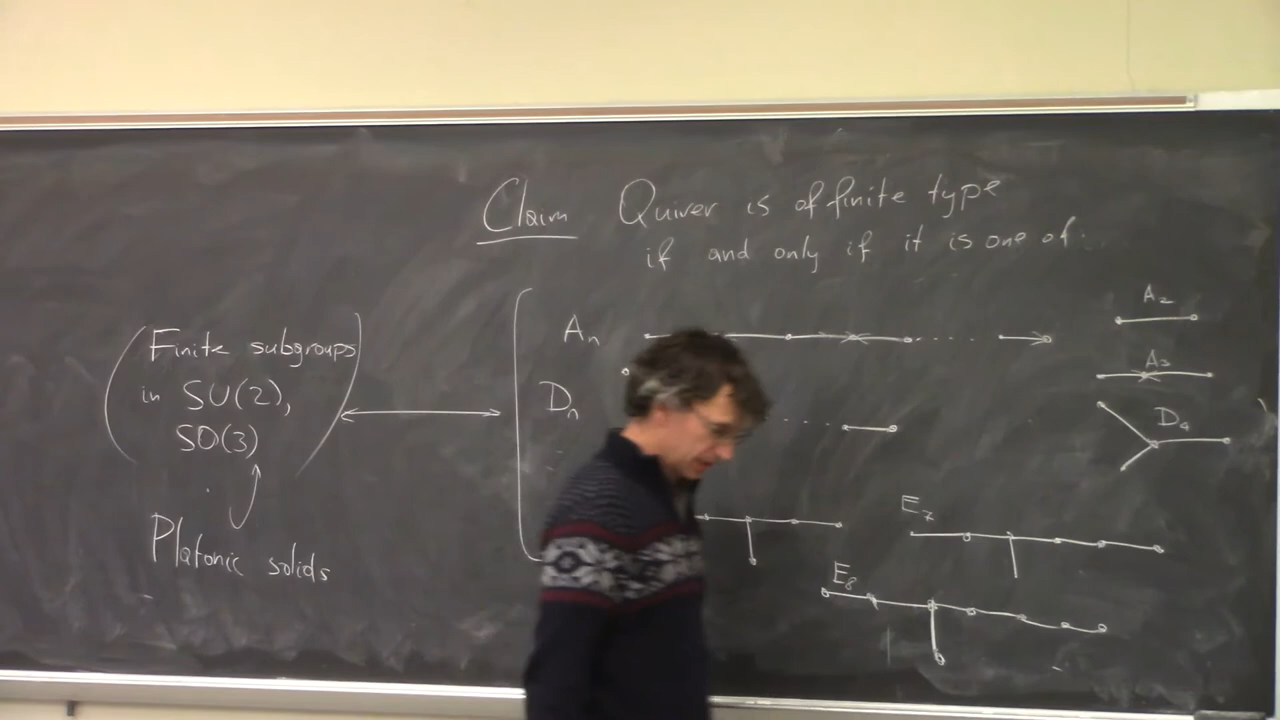 Claim Quiver is of finite type
if and only if it is one of:
Finite subgroups
in SU(2),
SO(3)
Platonic solids
An
Dn
A2
A3
D4
E7
E8